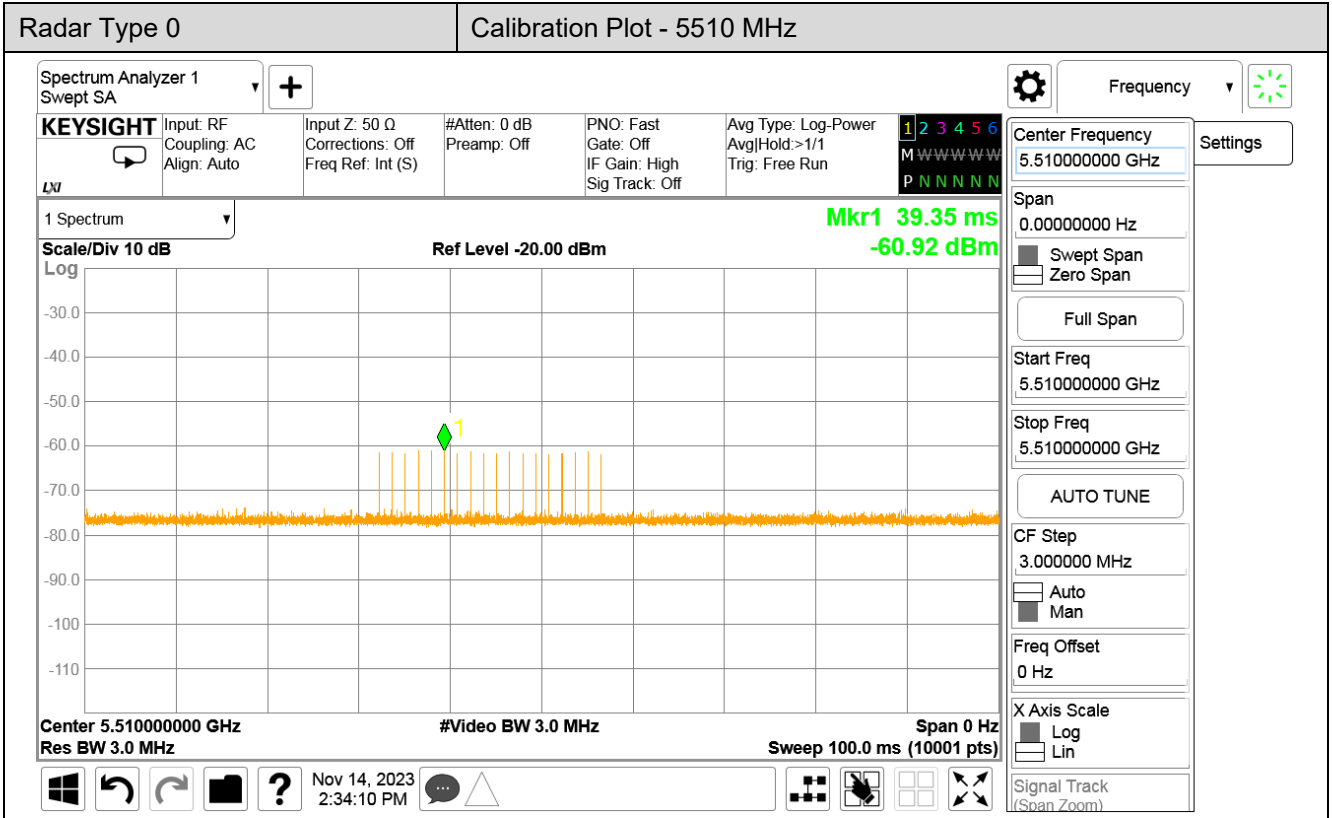 Radar Type 0
Calibration Plot - 5510 MHz
Spectrum Analyzer 1
Swept SA
Frequency
KEYSIGHT
LXI
Input: RF
Coupling: AC
Align: Auto
Input Z: 50 Ω
Corrections: Off
Freq Ref: Int (S)
#Atten: 0 dB
Preamp: Off
PNO: Fast
Gate: Off
IF Gain: High
Sig Track: Off
Avg Type: Log-Power
Avg|Hold:>1/1
Trig: Free Run
1 2 3 4 5 6
M W W W W W
P N N N N N
Settings
Center Frequency
5.510000000 GHz
Span
0.00000000 Hz
Swept Span
Zero Span
Full Span
Start Freq
5.510000000 GHz
Stop Freq
5.510000000 GHz
AUTO TUNE
CF Step
3.000000 MHz
Auto
Man
Freq Offset
0 Hz
X Axis Scale
Log
Lin
Signal Track
(Span Zoom)
1 Spectrum
Mkr1 39.35 ms
-60.92 dBm
Scale/Div 10 dB
Ref Level -20.00 dBm
Log
-30.0
-40.0
-50.0
-60.0
-70.0
-80.0
-90.0
-100
-110
1
Center 5.510000000 GHz
#Video BW 3.0 MHz
Span 0 Hz
Res BW 3.0 MHz
Sweep 100.0 ms (10001 pts)
Nov 14, 2023
2:34:10 PM